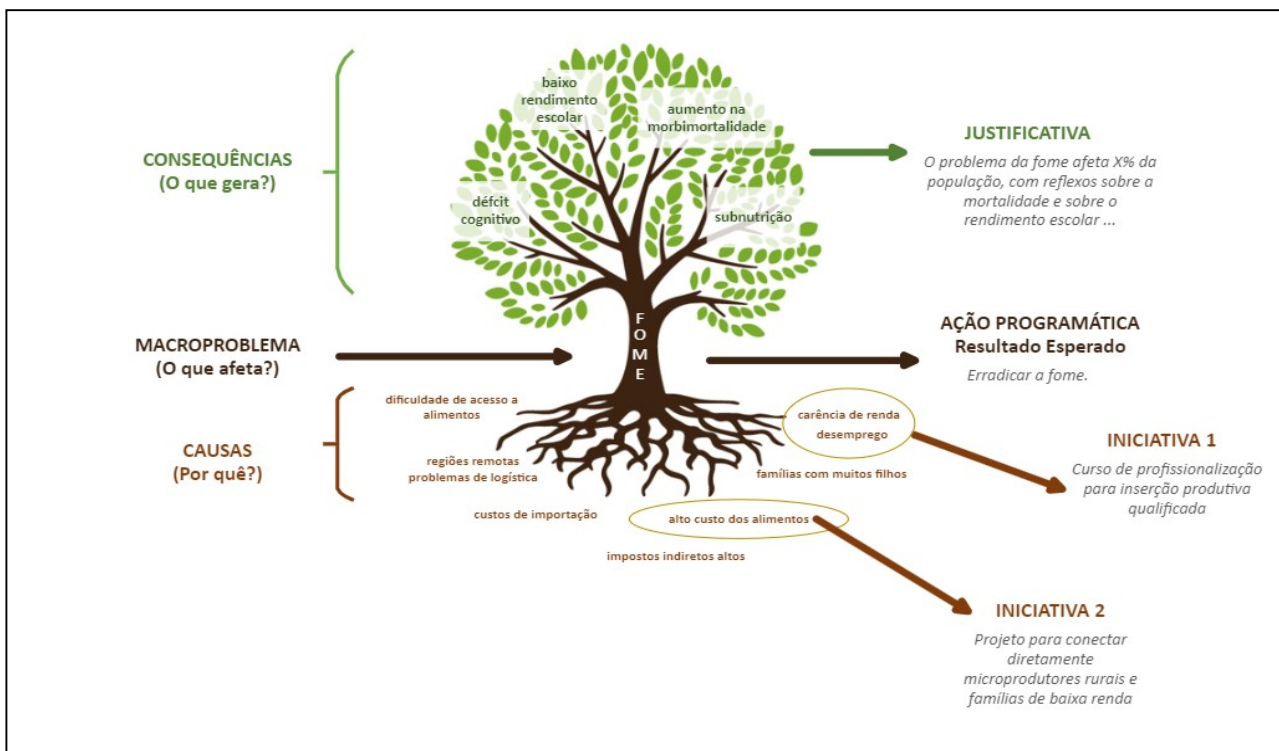 baixo
rendimento
escolar
aumento na
morbimortalidade
défcit
cognitivo
subnutrição
CONSEQUÊNCIAS
(O que gera?)
JUSTIFICATIVA
O problema da fome afeta X% da
população, com reflexos sobre a
mortalidade e sobre o
rendimento escolar ...
FOME
MACROPROBLEMA
(O que afeta?)
AÇÃO PROGRAMÁTICA
Resultado Esperado
Erradicar a fome.
CAUSAS
(Por quê?)
dificuldade de acesso a
alimentos
carência de renda
desemprego
regiões remotas
problemas de logística
famílias com muitos filhos
custos de importação
alto custo dos alimentos
impostos indiretos altos
INICIATIVA 1
Curso de profissionalização
para inserção produtiva
qualificada
INICIATIVA 2
Projeto para conectar
diretamente
microprodutores rurais e
famílias de baixa renda